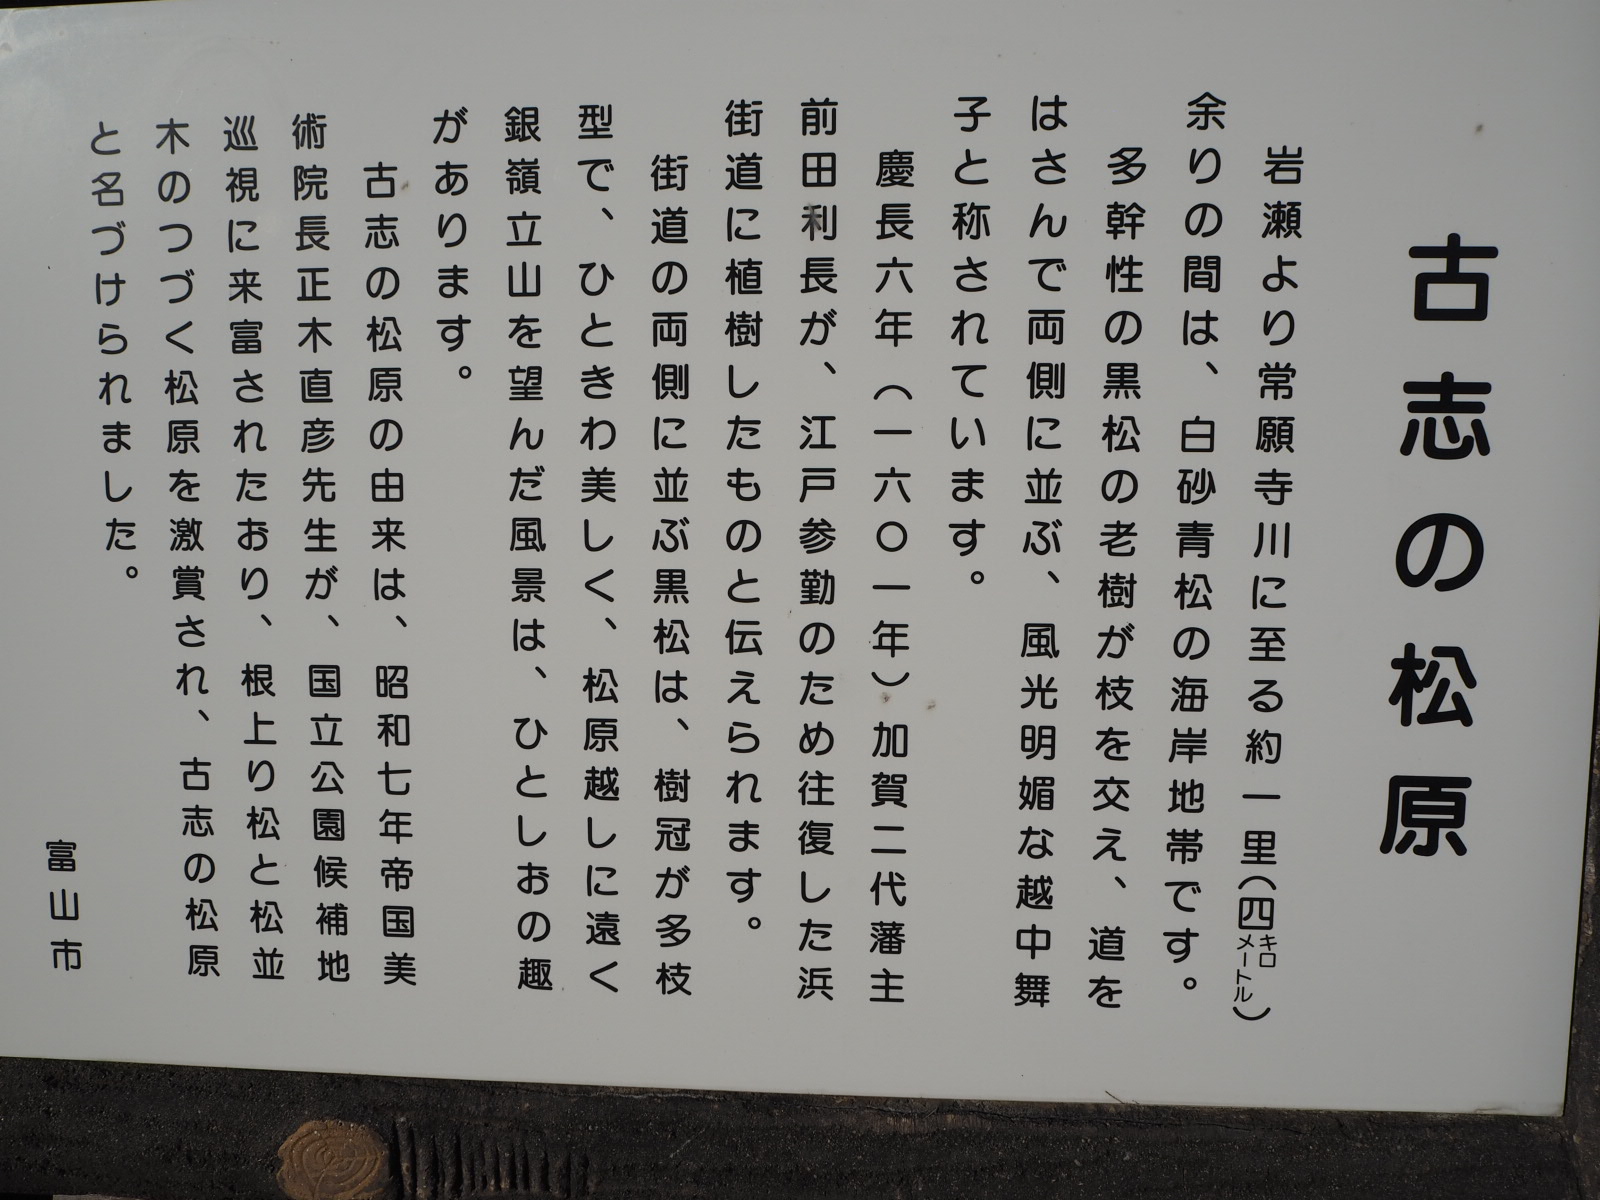 古志の松原
岩瀬より常願寺川に至る約一里(四キロメートル)
余りの間は、白砂青松の海岸地帯です。
多幹性の黒松の老樹が枝を交え、道を
はさんで両側に並ぶ、風光明媚な越中舞
子と称されています。
慶長六年(一六〇一年)加賀二代藩主
前田利長が、江戸参勤のため往復した浜
街道に植樹したものと伝えられます。
街道の両側に並ぶ黒松は、樹冠が多枝
型で、ひときわ美しく、松原越しに遠く
銀嶺立山を望んだ風景は、ひとしおの趣
があります。
古志の松原の由来は、昭和七年帝国美
術院長正木直彦先生が、国立公園候補地
巡視に来富されたおり、根上り松と松並
木のつづく松原を激賞され、古志の松原
と名づけられました。
富山市